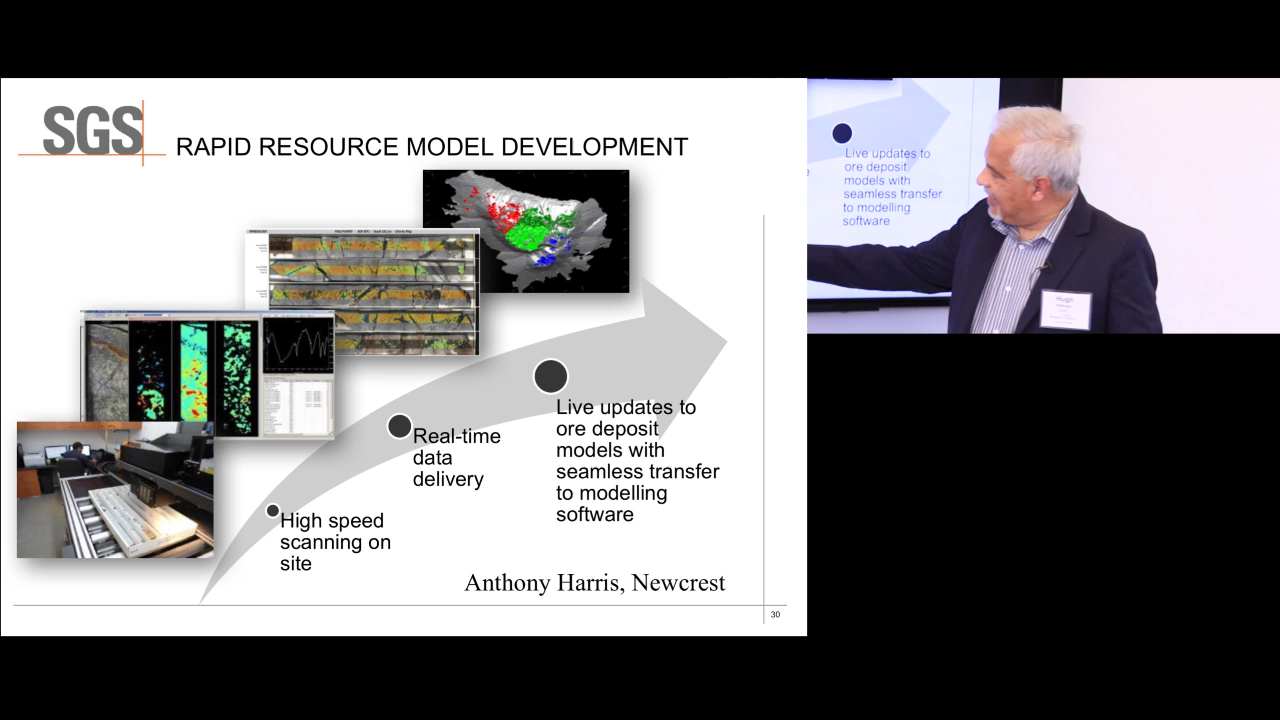 SGS
RAPID RESOURCE MODEL DEVELOPMENT
High speed
scanning on
site
Real-time
data
delivery
Live updates to
ore deposit
models with
seamless transfer
to modelling
software
Anthony Harris, Newcrest
30
Live updates to
ore deposit
models with
seamless transfer
to modelling
software
Hugh